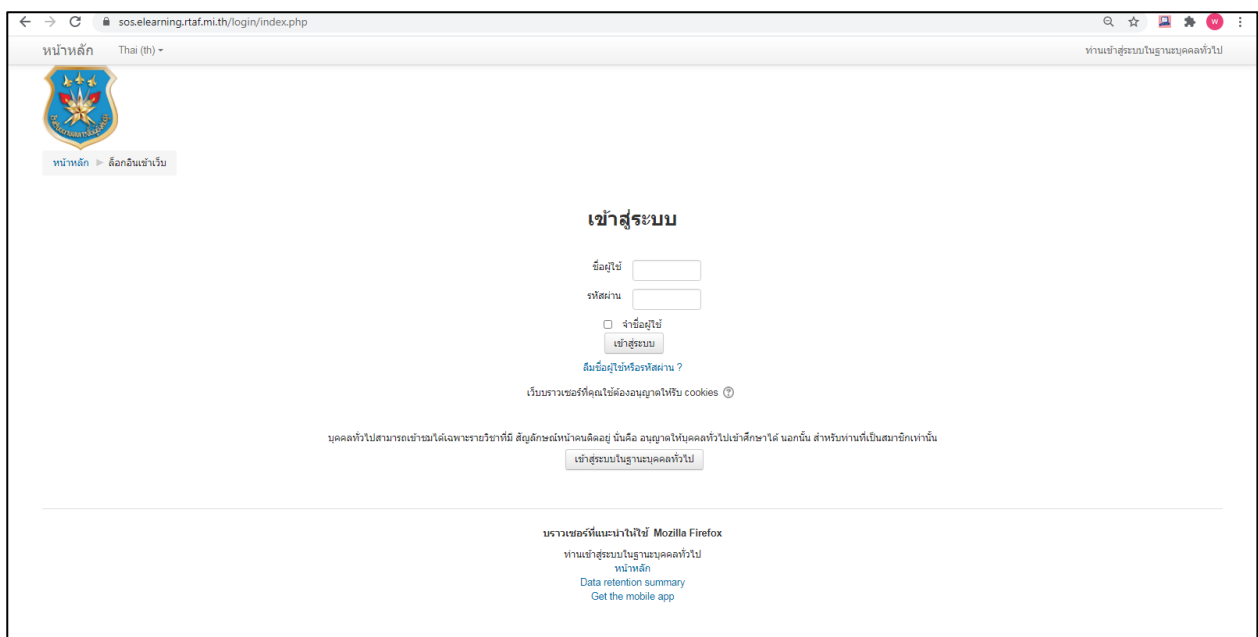 sos.elearning.rtaf.mi.th/login/index.php
W
หน้าหลัก Thai (th)
ท่านเข้าสู่ระบบในฐานะบุคคลทั่วไป
หน้าหลัก ► ล็อกอินเข้าเว็บ
เข้าสู่ระบบ
ชื่อผู้ใช้
รหัสผ่าน
จำชื่อผู้ใช้
เข้าสู่ระบบ
ลืมชื่อผู้ใช้หรือรหัสผ่าน ?
เว็บบราวเซอร์ที่คุณใช้ต้องอนุญาตให้รับ cookies ?
บุคคลทั่วไปสามารถเข้าชมได้เฉพาะรายวิชาที่มี สัญลักษณ์หน้าคนติดอยู่ นั่นคือ อนุญาตให้บุคคลทั่วไปเข้าศึกษาได้ นอกนั้น สำหรับท่านที่เป็นสมาชิกเท่านั้น
เข้าสู่ระบบในฐานะบุคคลทั่วไป
บราวเซอร์ที่แนะนำให้ใช้ Mozilla Firefox
ท่านเข้าสู่ระบบในฐานะบุคคลทั่วไป
หน้าหลัก
Data retention summary
Get the mobile app